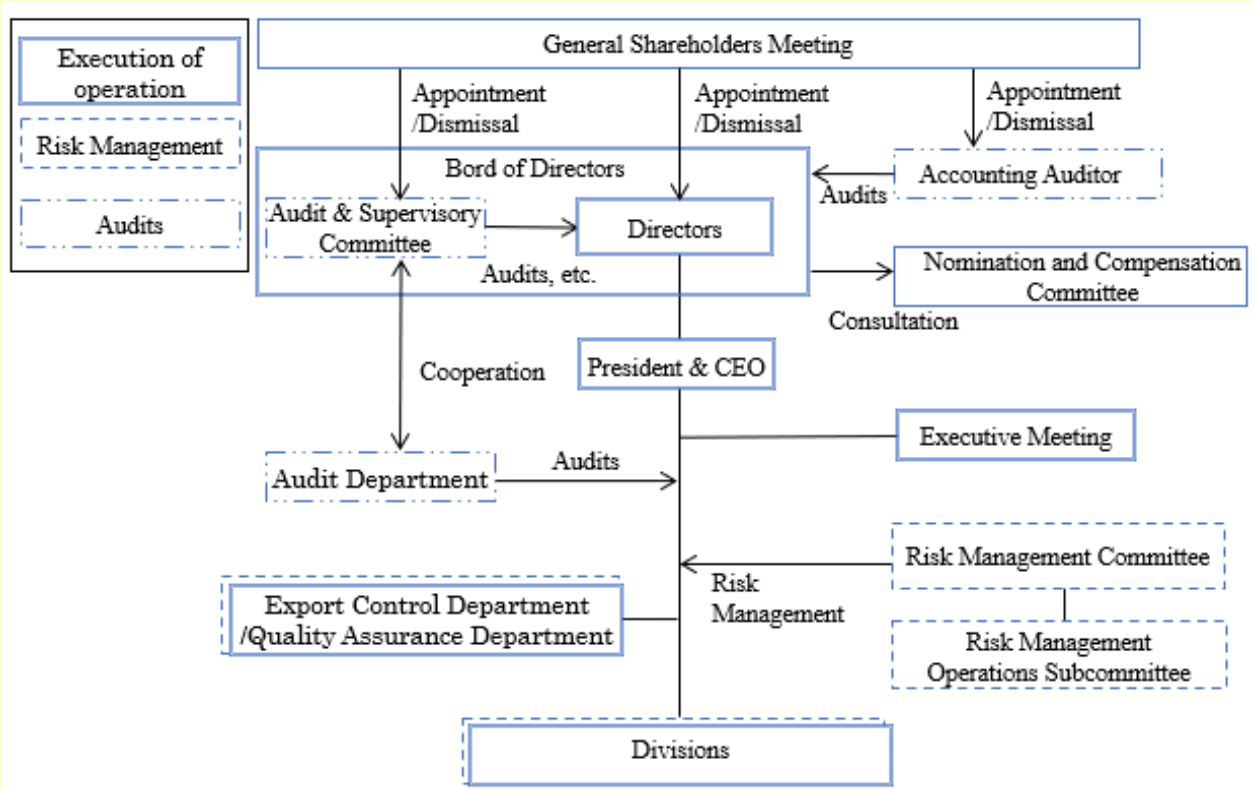 Execution of
operation
Risk Management
Audits
General Shareholders Meeting
Appointment
/Dismissal
Appointment
/Dismissal
Appointment
/Dismissal
Bord of Directors
Audit & Supervisory
Committee
Directors
Audits, etc.
Accounting Auditor
Audits
Nomination and Compensation
Committee
Consultation
President & CEO
Cooperation
Executive Meeting
Audit Department
Audits
Risk Management Committee
Risk
Management
Export Control Department
/Quality Assurance Department
Risk Management
Operations Subcommittee
Divisions